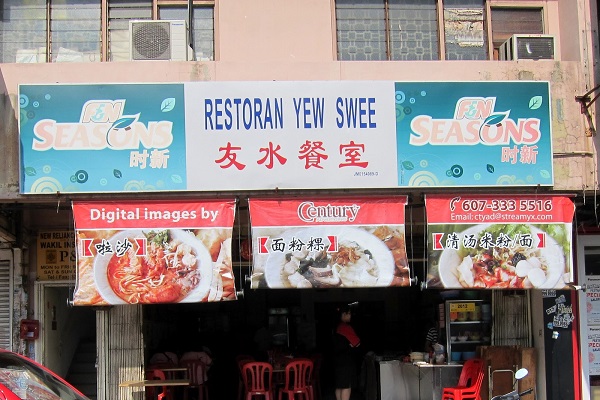 F&N
SEASONS
时新
RESTORAN YEW SWEE
友水餐室
F&N
SEASONS
时新
Digital images by
【啦沙】
Century
【面粉粿】
607-333 5516
Email: ctyad@streamyx.com
【清汤米粉/面】